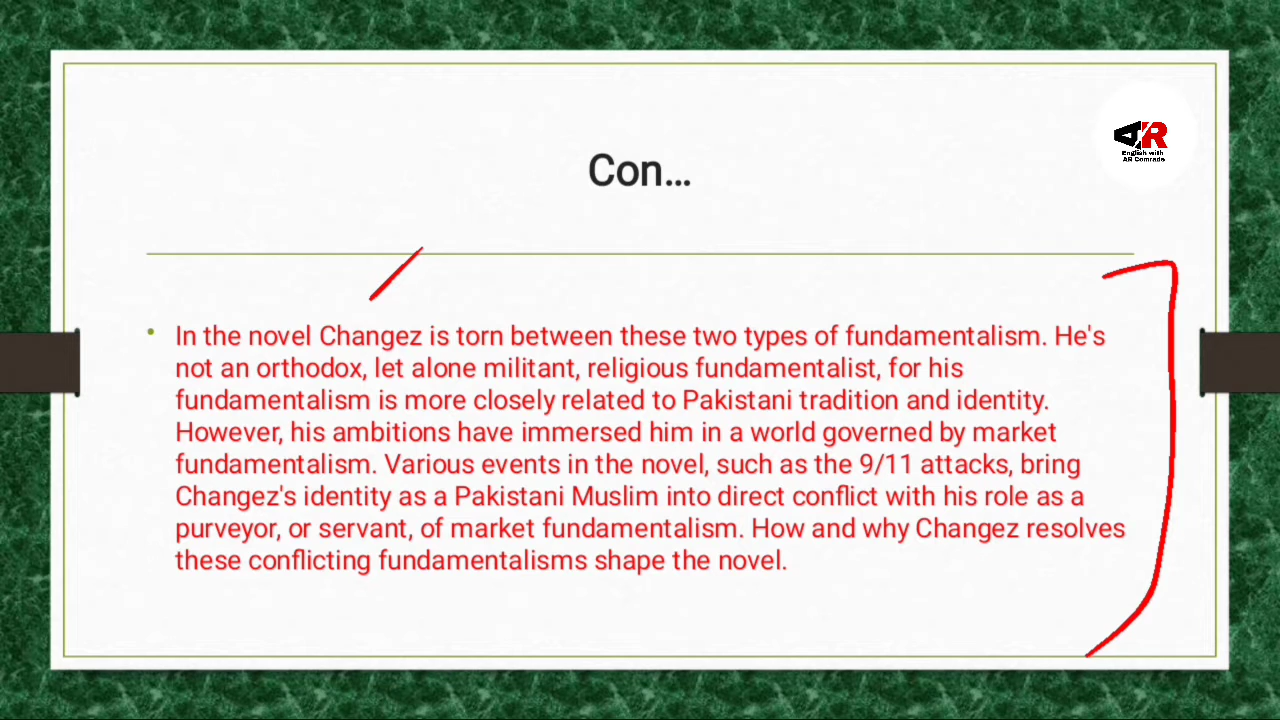 AR
English with
AR Comrade
Con...
• In the novel Changez is torn between these two types of fundamentalism. He's
not an orthodox, let alone militant, religious fundamentalist, for his
fundamentalism is more closely related to Pakistani tradition and identity.
However, his ambitions have immersed him in a world governed by market
fundamentalism. Various events in the novel, such as the 9/11 attacks, bring
Changez's identity as a Pakistani Muslim into direct conflict with his role as a
purveyor, or servant, of market fundamentalism. How and why Changez resolves
these conflicting fundamentalisms shape the novel.